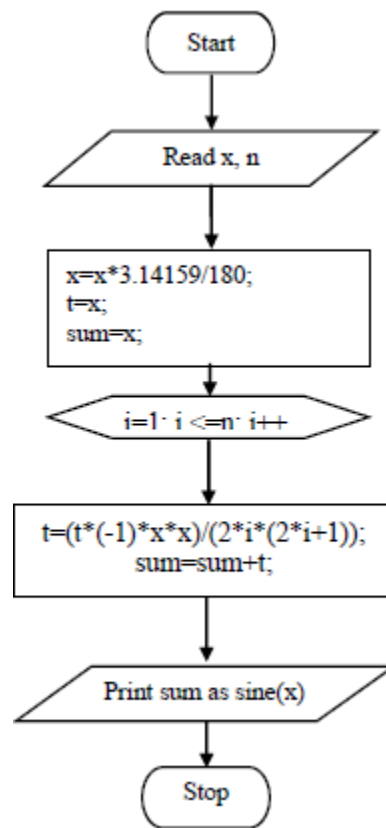 Start
Read x, n
x=x*3.14159/180;
t=x;
sum=x;
i=1; i <=n; i++
t=(t*(-1)*x*x)/(2*i*(2*i+1));
sum=sum+t;
Print sum as sine(x)
Stop